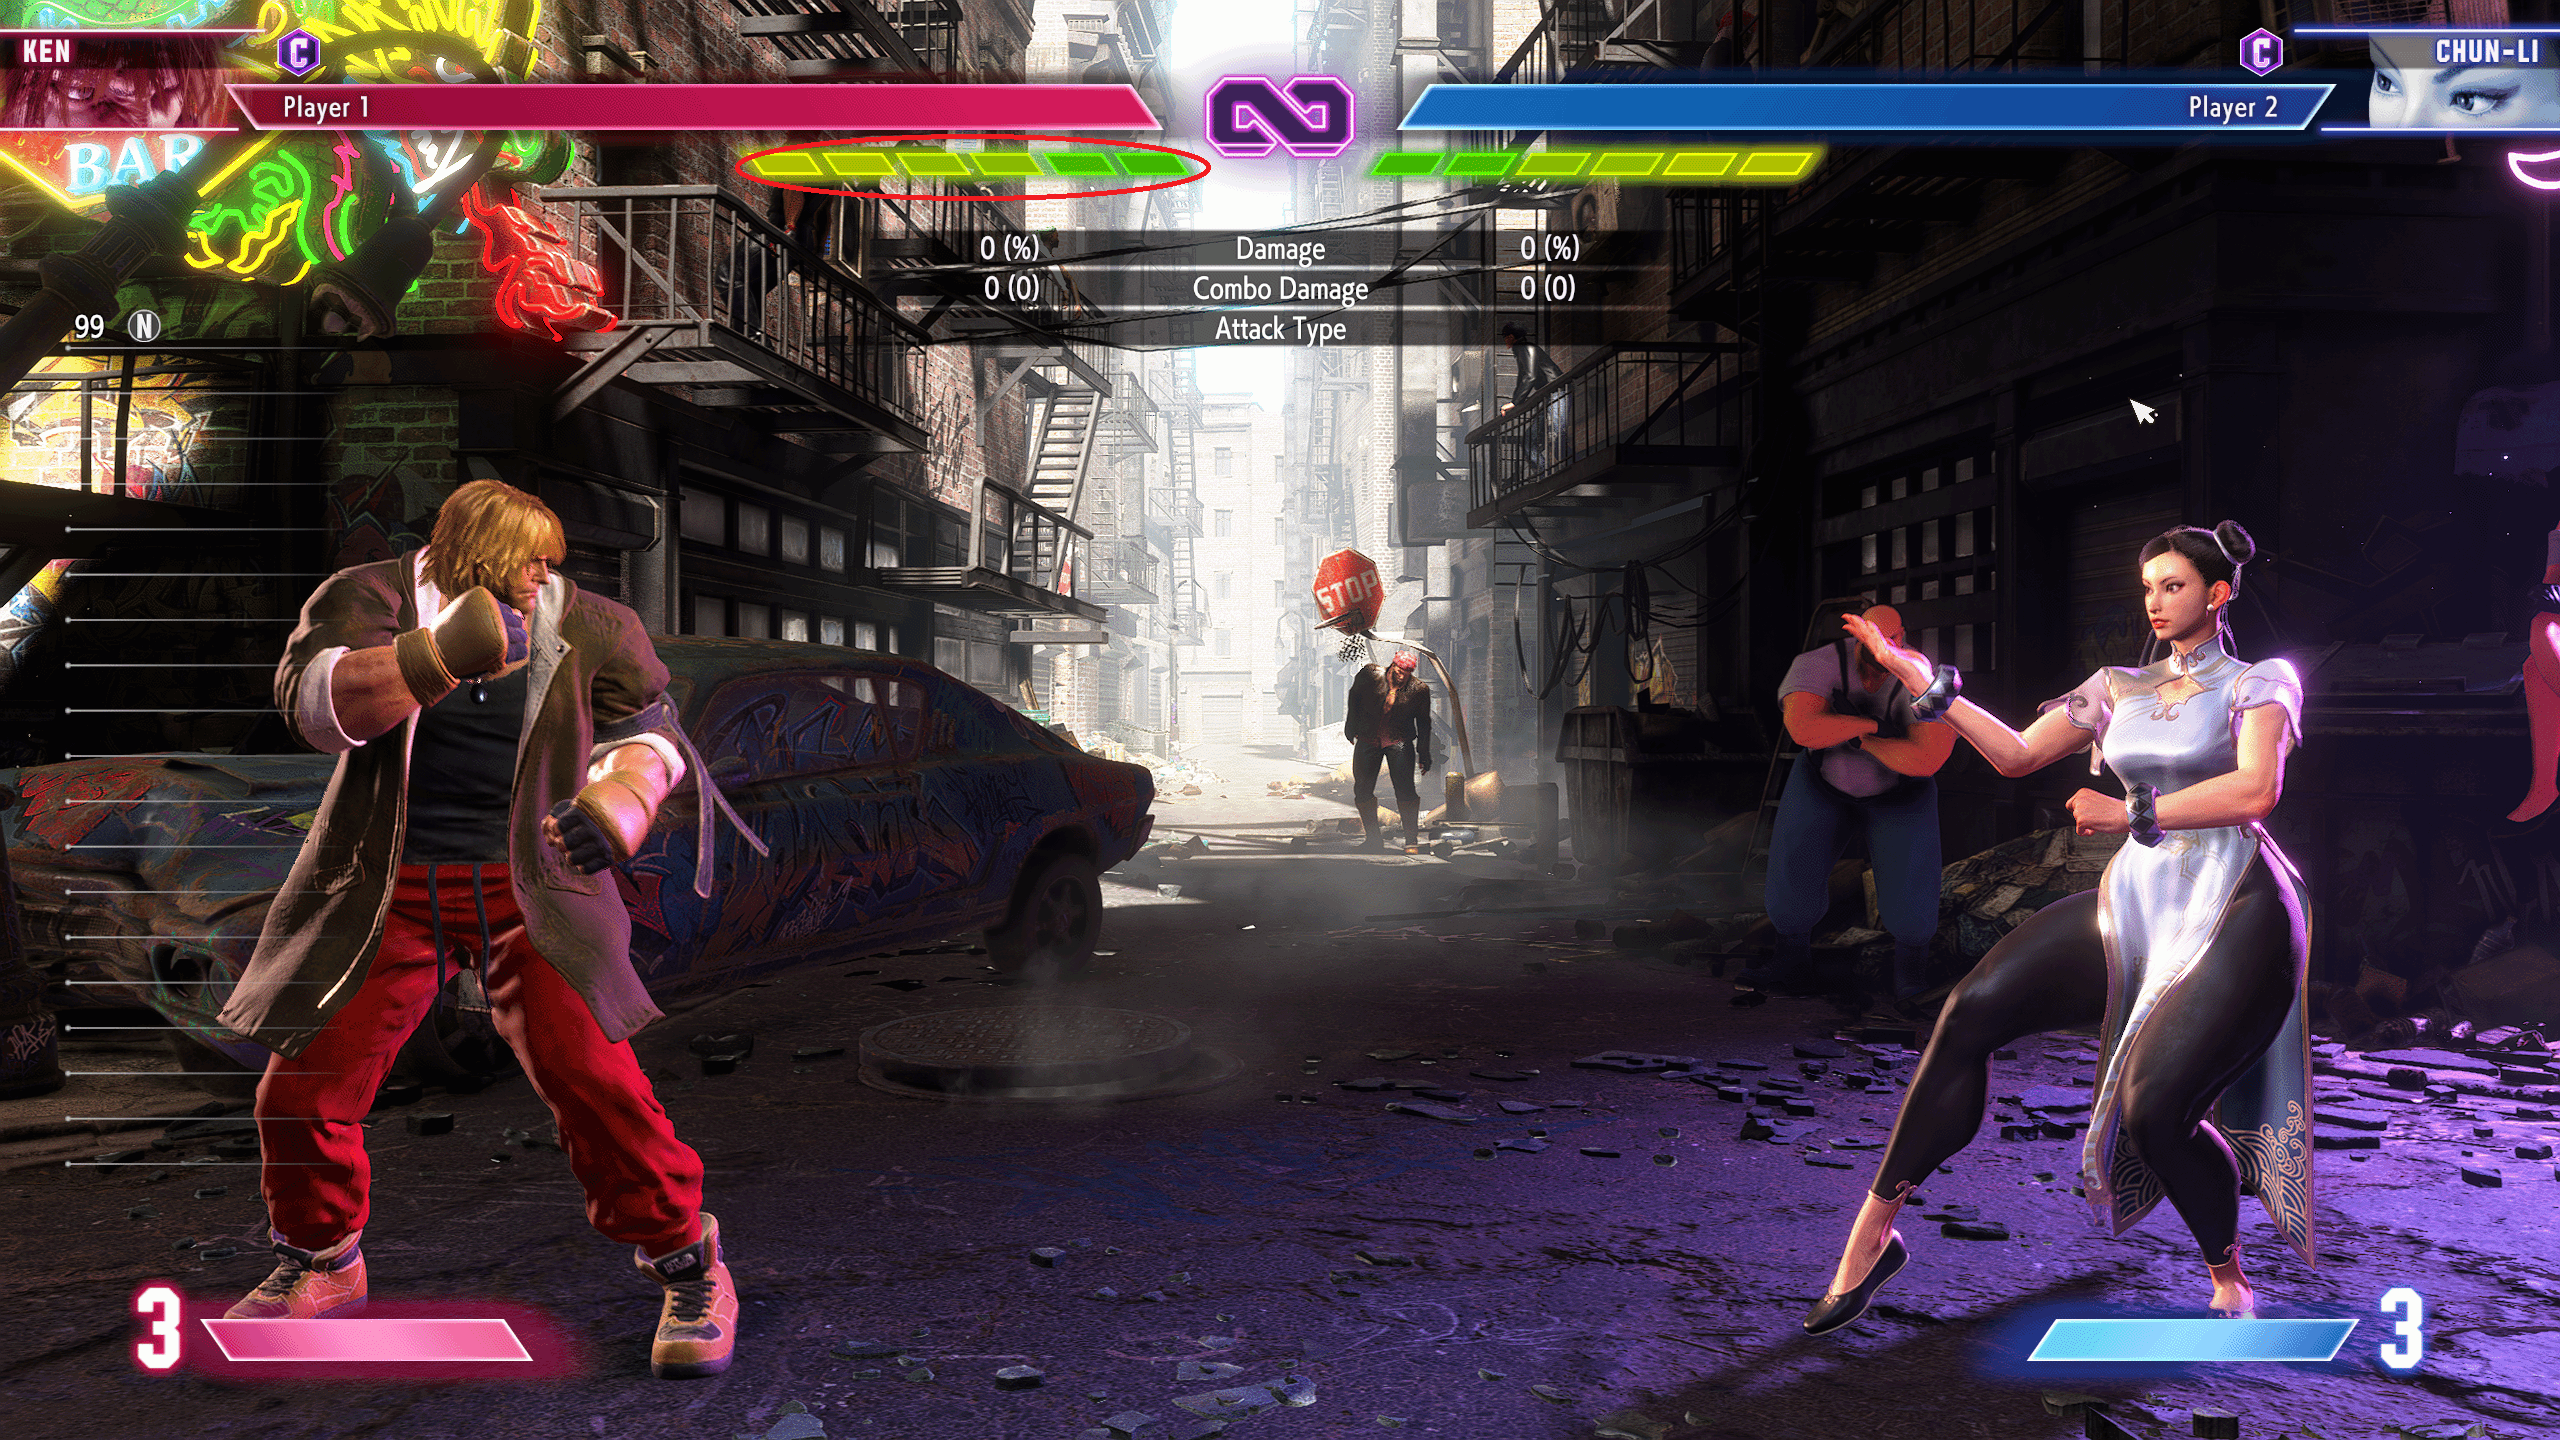 KEN
C
C
CHUN-LI
Player 1
Player 2
BAR
0 (%) Damage 0 (%)
0 (0) Combo Damage 0 (0)
Attack Type
99 N
STOP
3
3